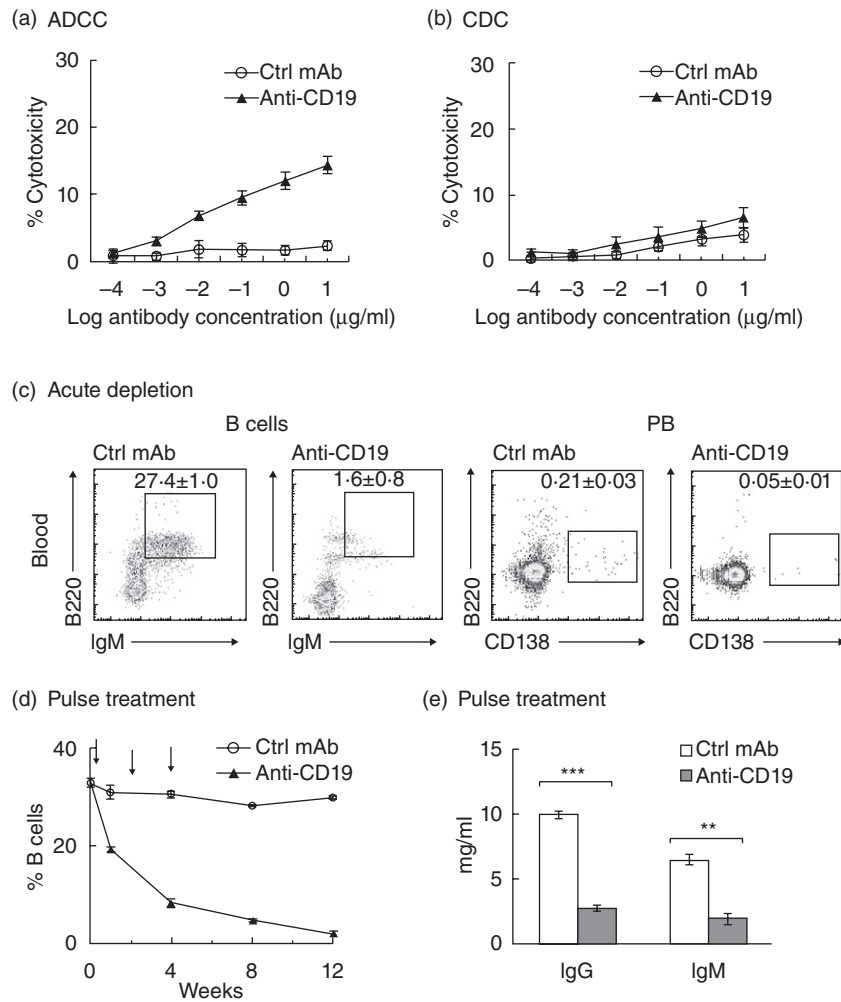 (a) ADCC
30
20
10
0
% Cytotoxicity
Ctrl mAb
Anti-CD19
−4 −3 −2 −1 0 1
Log antibody concentration (μg/ml)
(b) CDC
30
20
10
0
% Cytotoxicity
Ctrl mAb
Anti-CD19
−4 −3 −2 −1 0 1
Log antibody concentration (μg/ml)
(c) Acute depletion
B cells
PB
Ctrl mAb
Anti-CD19
Ctrl mAb
Anti-CD19
27·4±1·0
1·6±0·8
0·21±0·03
0·05±0·01
Blood
B220
B220
B220
B220
IgM
IgM
CD138
CD138
(d) Pulse treatment
40
20
0
% B cells
Ctrl mAb
Anti-CD19
0 4 8 12
Weeks
(e) Pulse treatment
15
10
5
0
mg/ml
Ctrl mAb
Anti-CD19
***
**
IgG
IgM